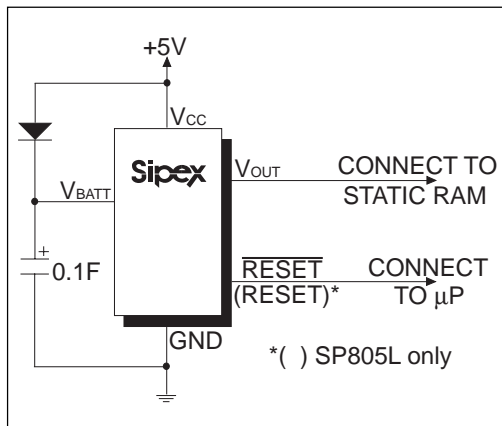 +5V
VCC
Sipex
VBATT
VOUT
CONNECT TO
STATIC RAM
+
0.1F
RESET
(RESET)*
CONNECT
TO µP
GND
*( ) SP805L only